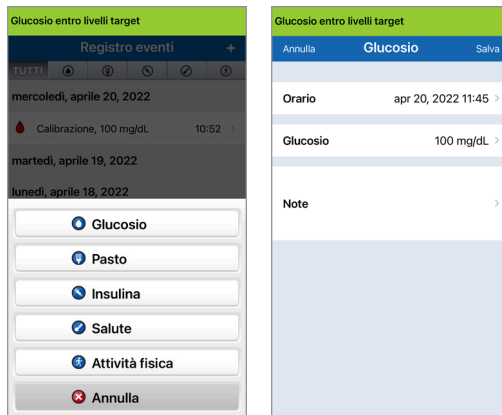 Glucosio entro livelli target
Registro eventi +
TUTTI
mercoledì, aprile 20, 2022
Calibrazione, 100 mg/dL 10:52 >
martedì, aprile 19, 2022
lunedì, aprile 18, 2022
Glucosio
Pasto
Insulina
Salute
Attività fisica
Annulla
Glucosio entro livelli target
Annulla Glucosio Salva
Orario apr 20, 2022 11:45 >
Glucosio 100 mg/dL >
Note >